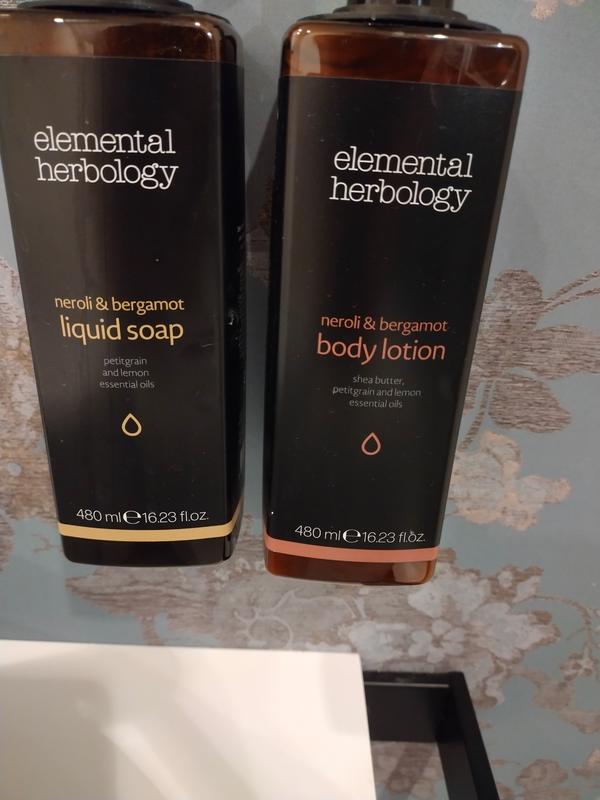 elemental
herbology
neroli & bergamot
liquid soap
petitgrain
and lemon
essential oils
480 ml ℮ 16.23 fl.oz.
elemental
herbology
neroli & bergamot
body lotion
shea butter,
petitgrain and lemon
essential oils
480 ml ℮ 16.23 fl.oz.